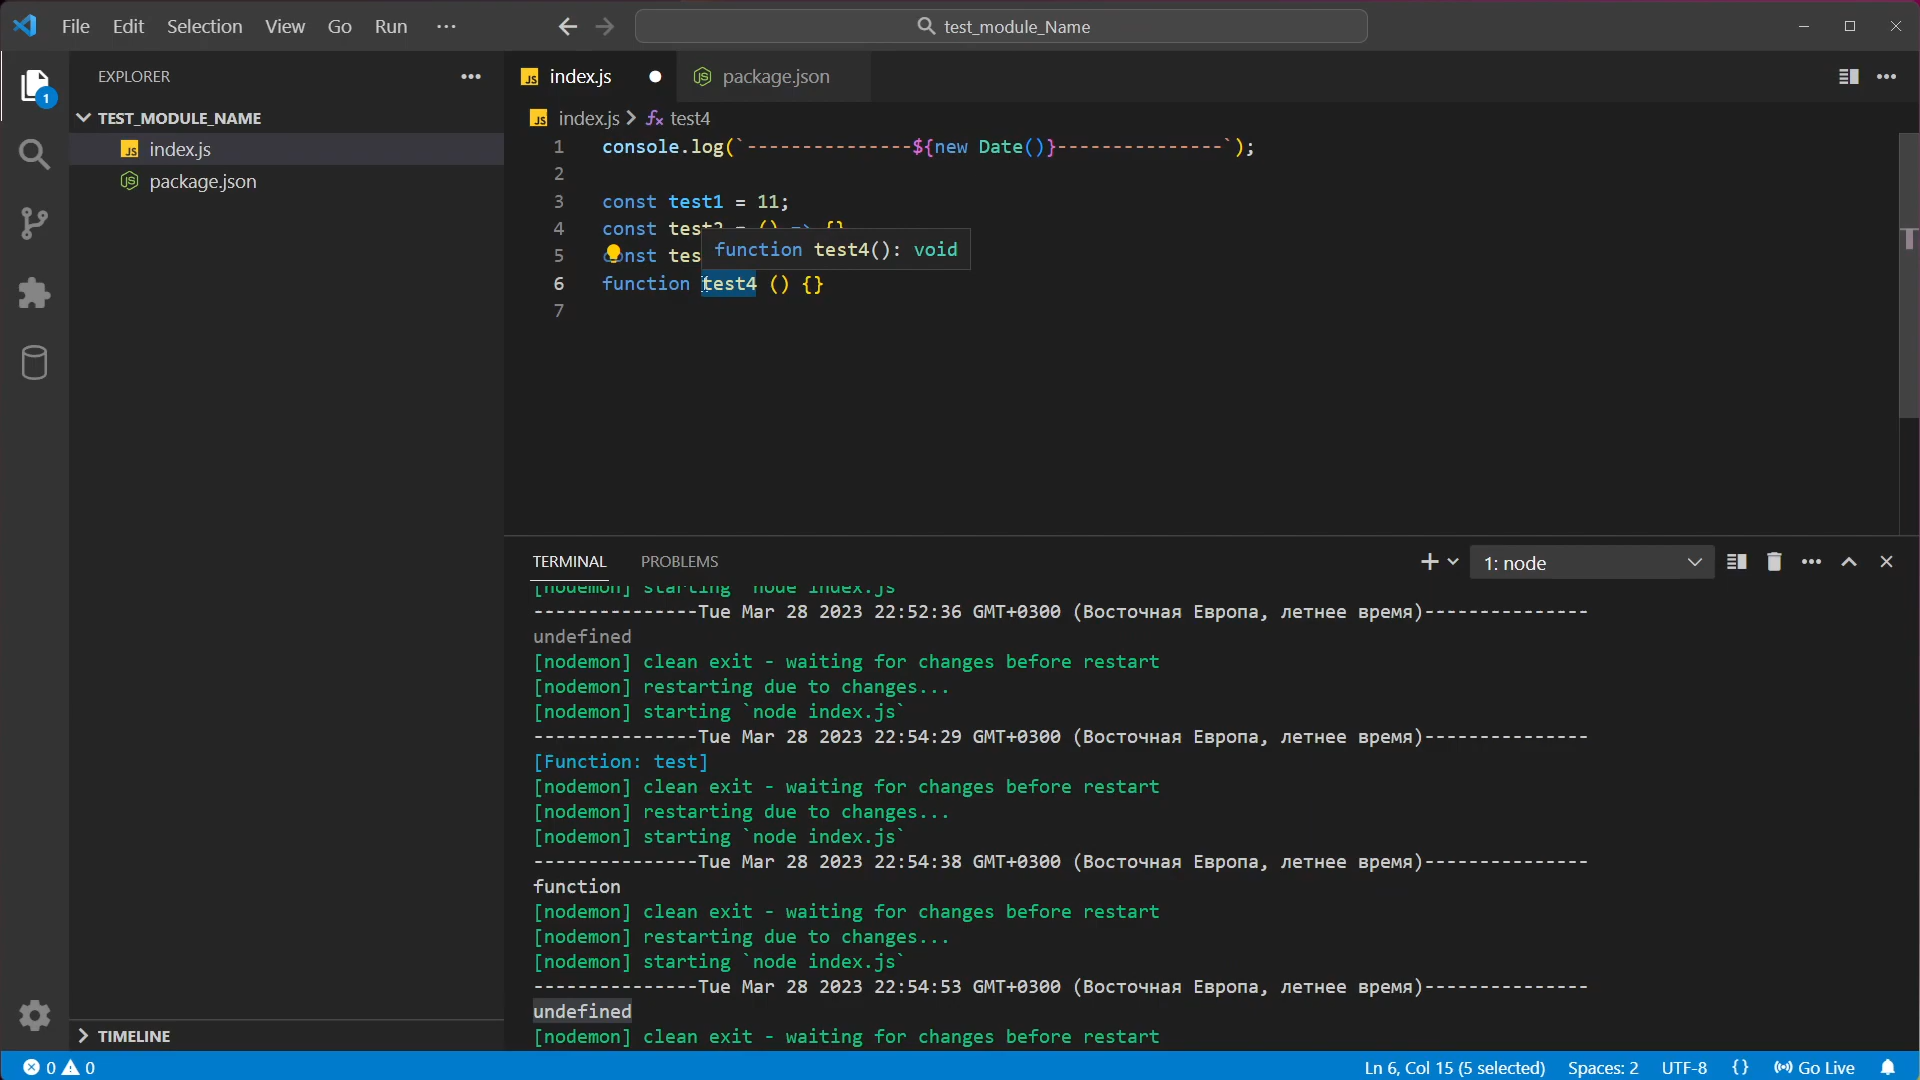 File Edit Selection View Go Run ···
test_module_Name
EXPLORER
1
TEST_MODULE_NAME
index.js
package.json
TIMELINE
index.js
package.json
index.js > test4
1 console.log(`---------------${new Date()}---------------`);
2
3 const test1 = 11;
4 const test2 = () => {}
5 const tes
function test4(): void
6 function test4 () {}
7
TERMINAL PROBLEMS
1: node
[nodemon] starting `node index.js`
---------------Tue Mar 28 2023 22:52:36 GMT+0300 (Восточная Европа, летнее время)---------------
undefined
[nodemon] clean exit - waiting for changes before restart
[nodemon] restarting due to changes...
[nodemon] starting `node index.js`
---------------Tue Mar 28 2023 22:54:29 GMT+0300 (Восточная Европа, летнее время)---------------
[Function: test]
[nodemon] clean exit - waiting for changes before restart
[nodemon] restarting due to changes...
[nodemon] starting `node index.js`
---------------Tue Mar 28 2023 22:54:38 GMT+0300 (Восточная Европа, летнее время)---------------
function
[nodemon] clean exit - waiting for changes before restart
[nodemon] restarting due to changes...
[nodemon] starting `node index.js`
---------------Tue Mar 28 2023 22:54:53 GMT+0300 (Восточная Европа, летнее время)---------------
undefined
[nodemon] clean exit - waiting for changes before restart
0 0
Ln 6, Col 15 (5 selected) Spaces: 2 UTF-8 {} Go Live